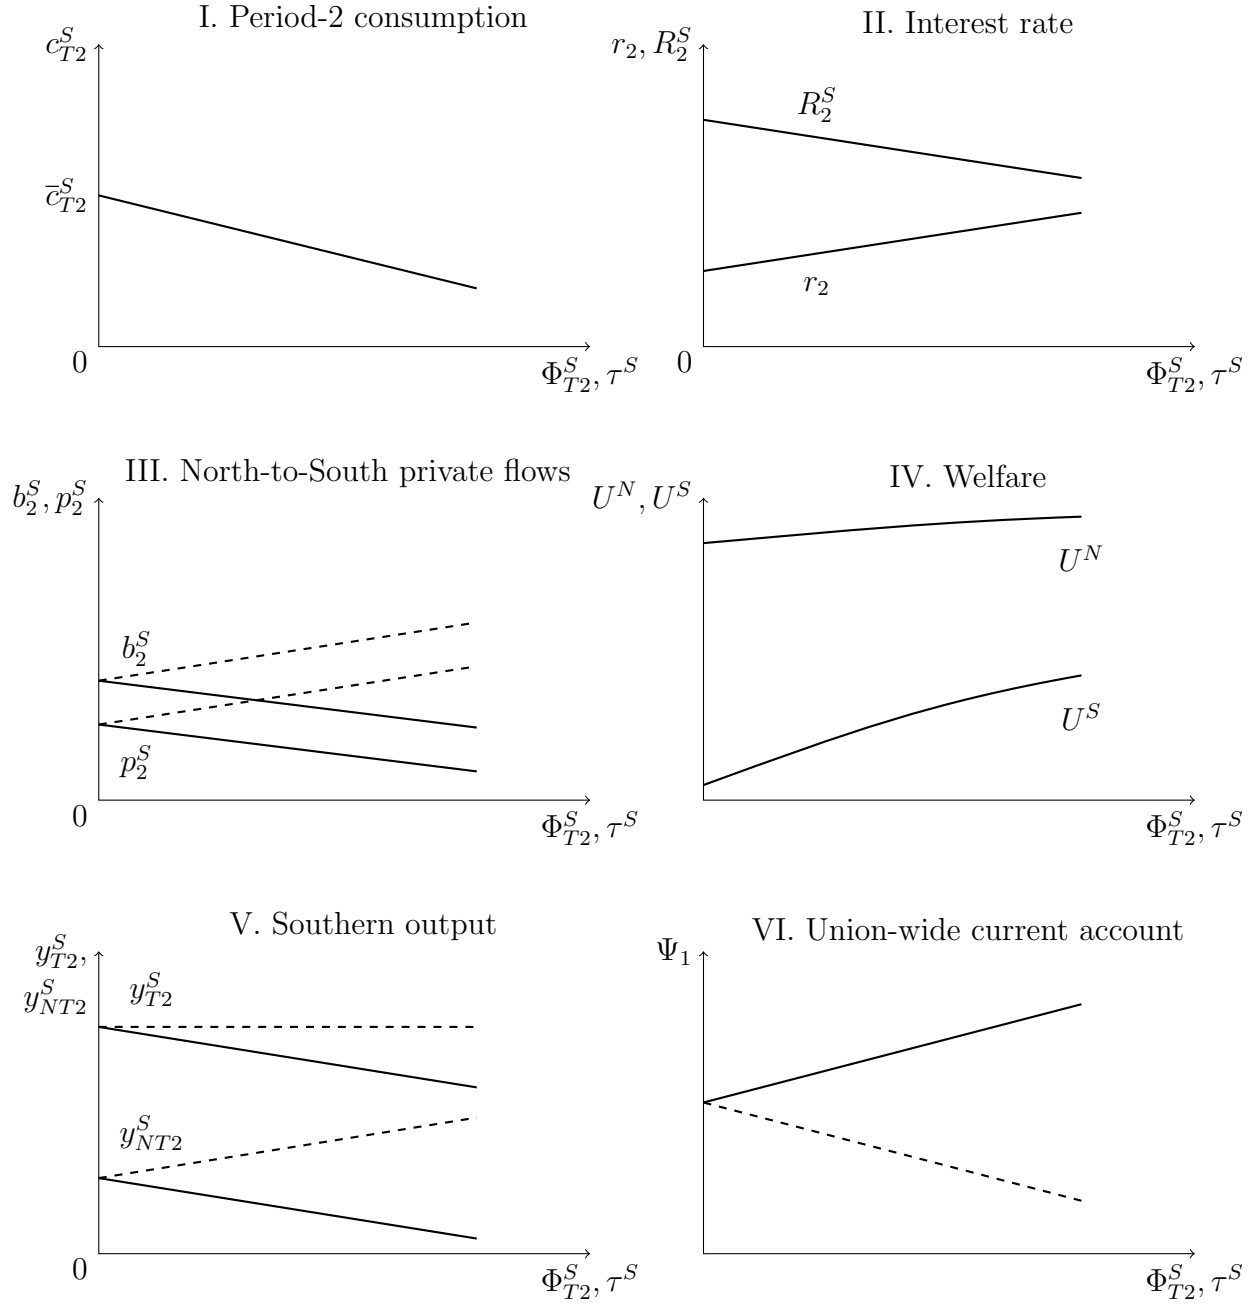 I. Period-2 consumption
c^S_{T2}
c̅^S_{T2}
0
Φ^S_{T2}, τ^S
II. Interest rate
r_2, R^S_2
R^S_2
r_2
0
Φ^S_{T2}, τ^S
III. North-to-South private flows
b^S_2, p^S_2
b^S_2
p^S_2
0
Φ^S_{T2}, τ^S
IV. Welfare
U^N, U^S
U^N
U^S
Φ^S_{T2}, τ^S
V. Southern output
y^S_{T2},
y^S_{NT2}
y^S_{T2}
y^S_{NT2}
0
Φ^S_{T2}, τ^S
VI. Union-wide current account
Ψ_1
Φ^S_{T2}, τ^S